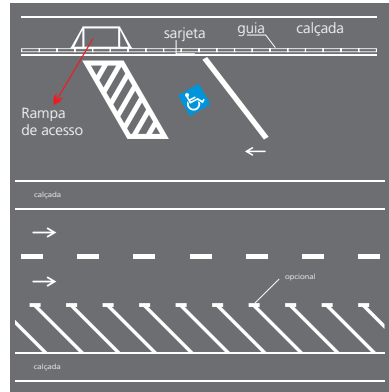 sarjeta
guia
calçada
Rampa
de acesso
calçada
opcional
calçada